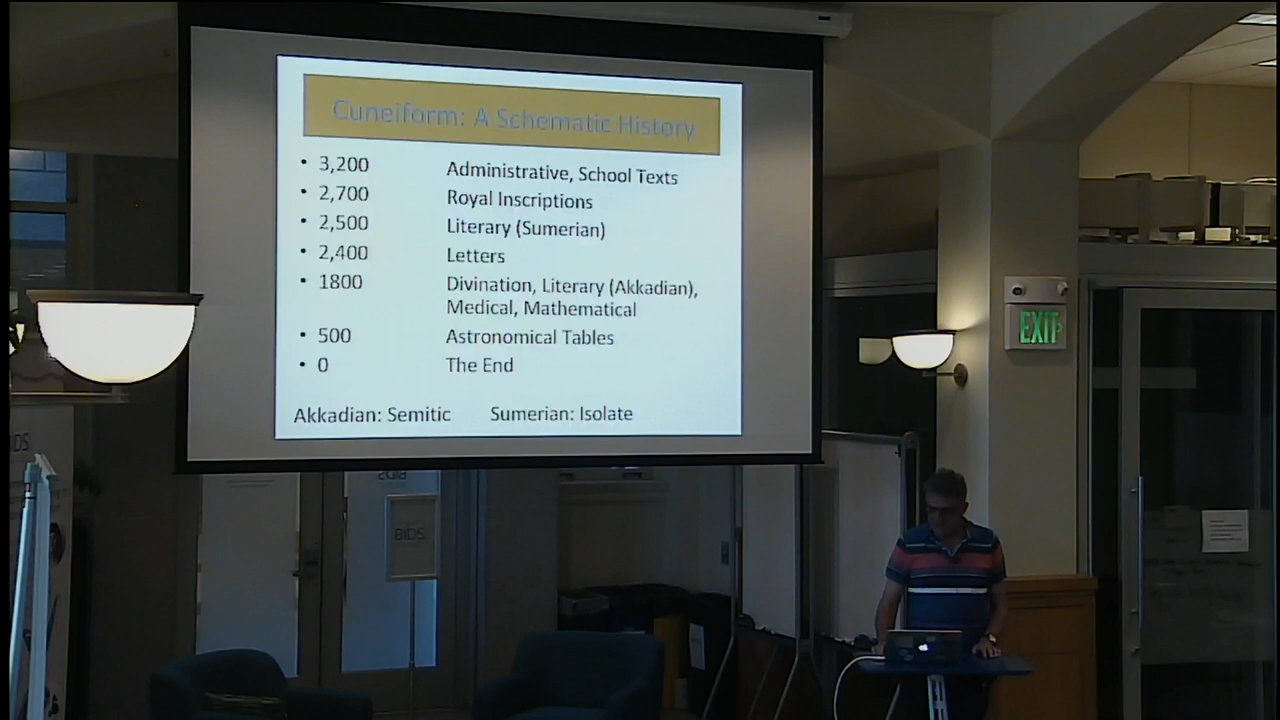 Cuneiform: A Schematic History
• 3,200 Administrative, School Texts
• 2,700 Royal Inscriptions
• 2,500 Literary (Sumerian)
• 2,400 Letters
• 1800 Divination, Literary (Akkadian),
Medical, Mathematical
• 500 Astronomical Tables
• 0 The End
Akkadian: Semitic Sumerian: Isolate
EXIT
BIDS
BIDS.